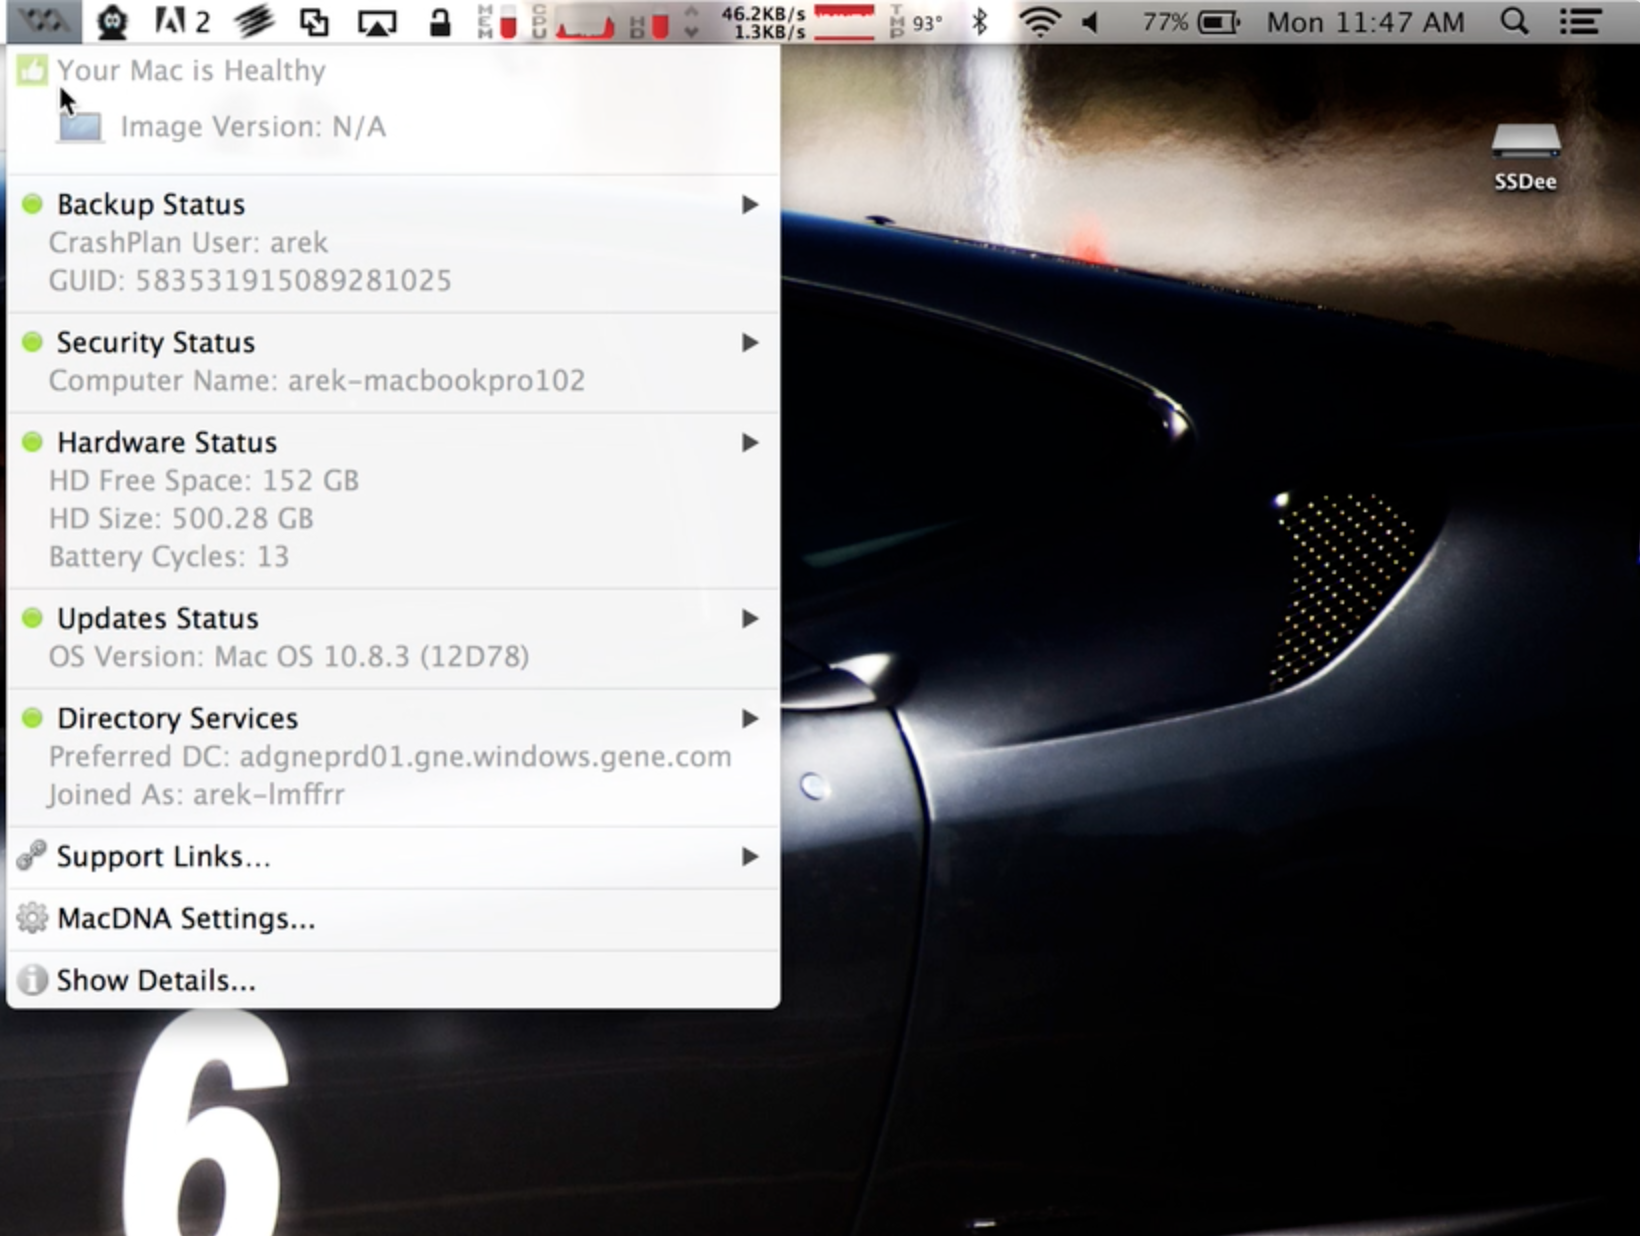 2
MEM
CPU
HD
46.2KB/s
1.3KB/s
TMP
93°
77%
Mon 11:47 AM
Your Mac is Healthy
Image Version: N/A
SSDee
Backup Status
CrashPlan User: arek
GUID: 583531915089281025
Security Status
Computer Name: arek-macbookpro102
Hardware Status
HD Free Space: 152 GB
HD Size: 500.28 GB
Battery Cycles: 13
Updates Status
OS Version: Mac OS 10.8.3 (12D78)
Directory Services
Preferred DC: adgneprd01.gne.windows.gene.com
Joined As: arek-lmffrr
Support Links...
MacDNA Settings...
Show Details...
6